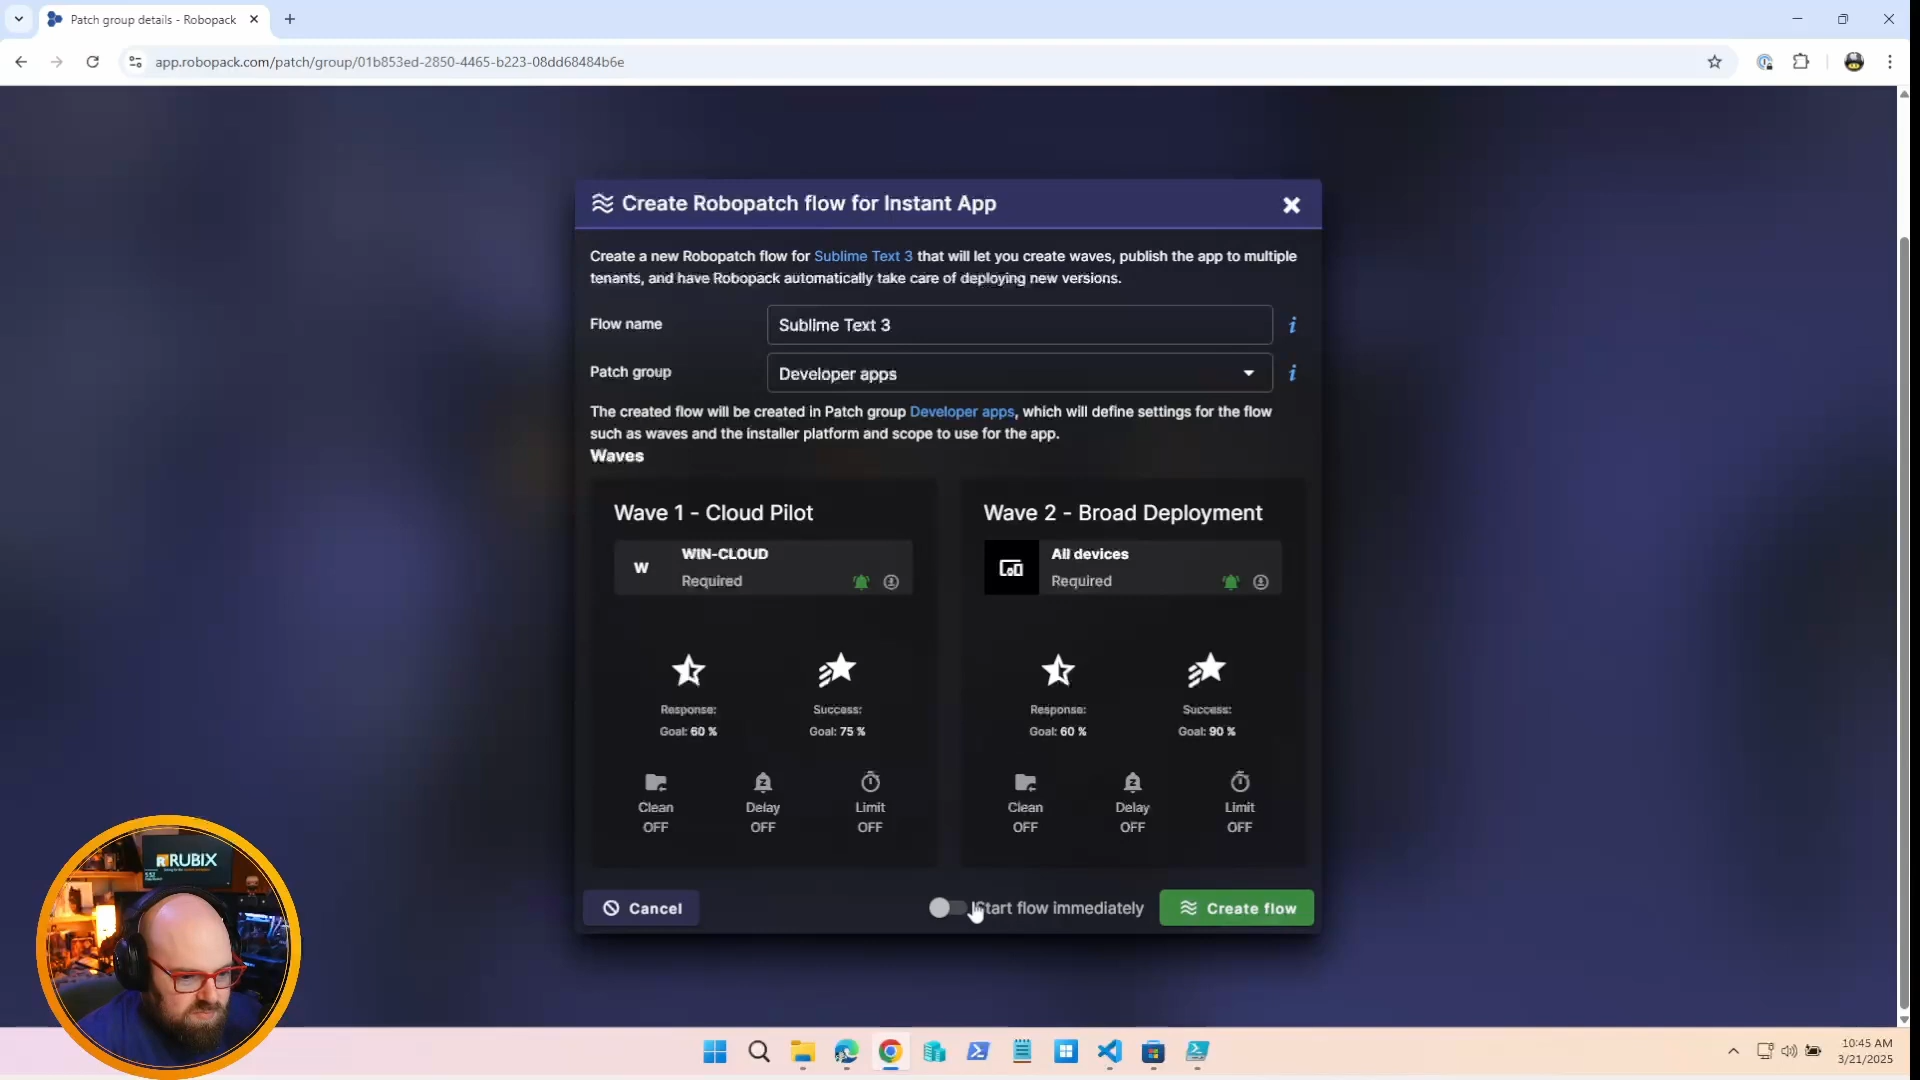 Patch group details - Robopack
app.robopack.com/patch/group/01b853ed-2850-4465-b223-08dd68484b6e
Create Robopatch flow for Instant App
Create a new Robopatch flow for Sublime Text 3 that will let you create waves, publish the app to multiple
tenants, and have Robopack automatically take care of deploying new versions.
Flow name
Sublime Text 3
Patch group
Developer apps
The created flow will be created in Patch group Developer apps, which will define settings for the flow
such as waves and the installer platform and scope to use for the app.
Waves
Wave 1 - Cloud Pilot
W
WIN-CLOUD
Required
Response:
Goal: 60 %
Success:
Goal: 75 %
Clean
OFF
Delay
OFF
Limit
OFF
Wave 2 - Broad Deployment
All devices
Required
Response:
Goal: 60 %
Success:
Goal: 90 %
Clean
OFF
Delay
OFF
Limit
OFF
Cancel
Start flow immediately
Create flow
RUBIX
10:45 AM
3/21/2025